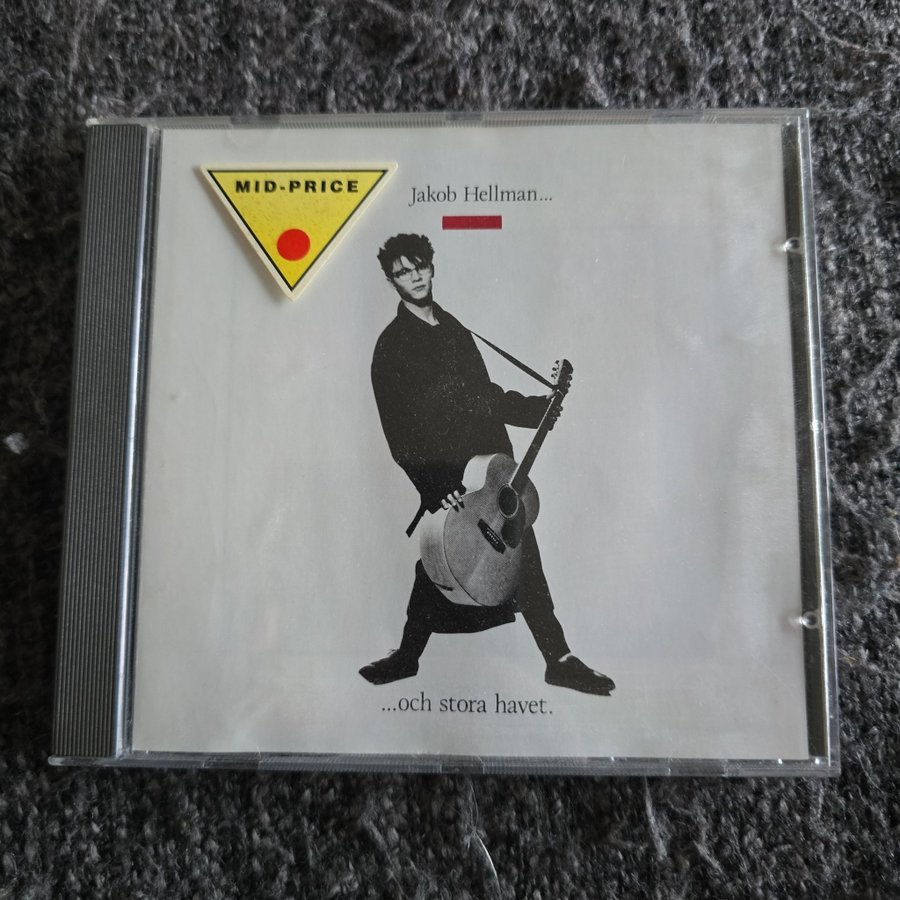 MID-PRICE
Jakob Hellman...
...och stora havet.